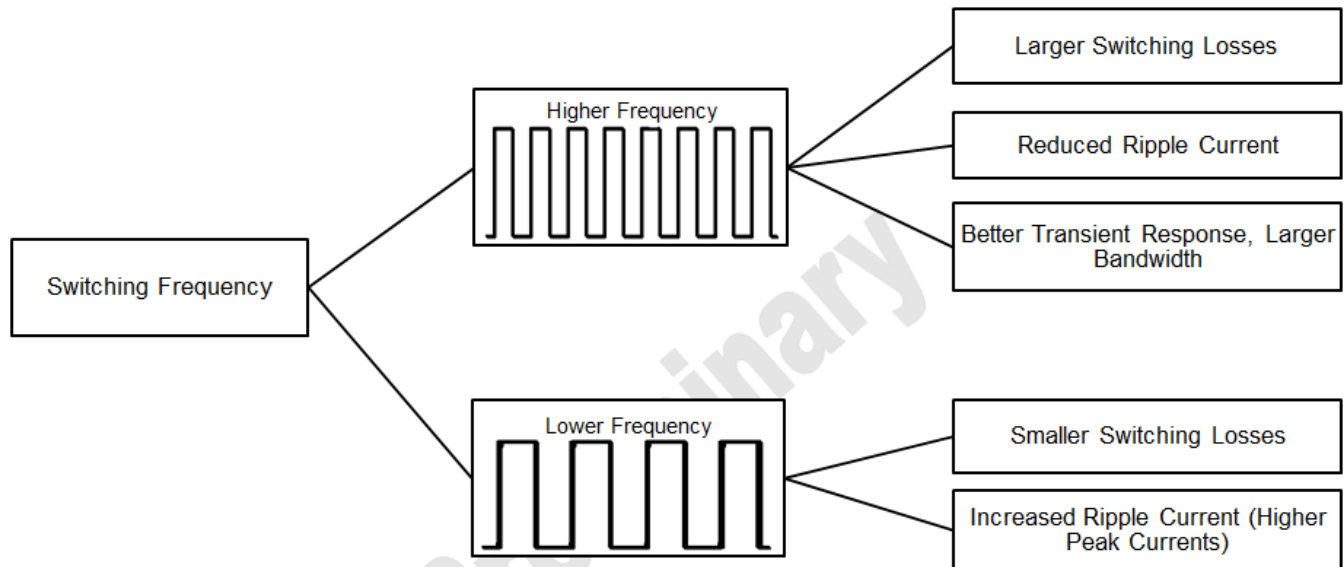 Switching Frequency
Higher Frequency
Larger Switching Losses
Reduced Ripple Current
Better Transient Response, Larger
Bandwidth
Lower Frequency
Smaller Switching Losses
Increased Ripple Current (Higher
Peak Currents)